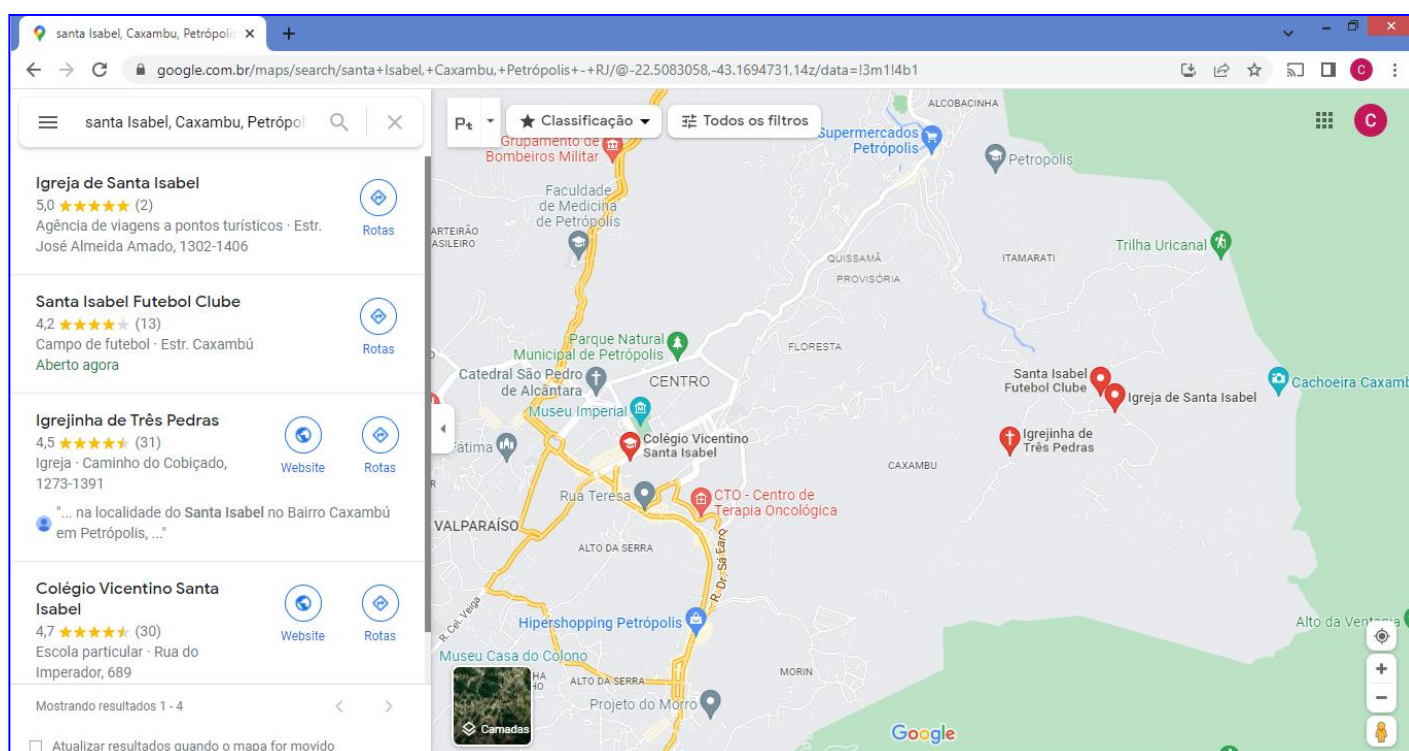 santa Isabel, Caxambu, Petrópolis
google.com.br/maps/search/santa+Isabel,+Caxambu,+Petrópolis+-+RJ/@-22.5083058,-43.1694731,14z/data=!3m1!4b1
C
santa Isabel, Caxambu, Petrópol
Igreja de Santa Isabel
5,0 ★★★★★ (2)
Agência de viagens a pontos turísticos · Estr.
José Almeida Amado, 1302-1406
Rotas
Santa Isabel Futebol Clube
4,2 ★★★★★ (13)
Campo de futebol · Estr. Caxambú
Aberto agora
Rotas
Igrejinha de Três Pedras
4,5 ★★★★★ (31)
Igreja · Caminho do Cobiçado,
1273-1391
Website
Rotas
"... na localidade do Santa Isabel no Bairro Caxambú
em Petrópolis, ..."
Colégio Vicentino Santa
Isabel
4,7 ★★★★★ (30)
Escola particular · Rua do
Imperador, 689
Website
Rotas
Mostrando resultados 1 - 4
Atualizar resultados quando o mapa for movido
Pt
★ Classificação
Todos os filtros
C
ALCOBACINHA
Grupamento de
Bombeiros Militar
Supermercados
Petrópolis
Petropolis
Faculdade
de Medicina
de Petrópolis
ARTEIRÃO
ASILEIRO
QUISSAMÃ
PROVISÓRIA
ITAMARATI
Trilha Uricanal
Parque Natural
Municipal de Petrópolis
FLORESTA
Catedral São Pedro
de Alcântara
CENTRO
Santa Isabel
Futebol Clube
Igreja de Santa Isabel
Cachoeira Caxamb
Museu Imperial
Colégio Vicentino
Santa Isabel
Igrejinha de
Três Pedras
Fátima
CAXAMBU
Rua Teresa
CTO - Centro de
Terapia Oncológica
VALPARAÍSO
ALTO DA SERRA
R. Dr. Sá Earp
R. Cel. Veiga
Hipershopping Petrópolis
Alto da Ventania
Museu Casa do Colono
HA
HO
ALTO DA SERRA
MORIN
Projeto do Morro
Camadas
Google